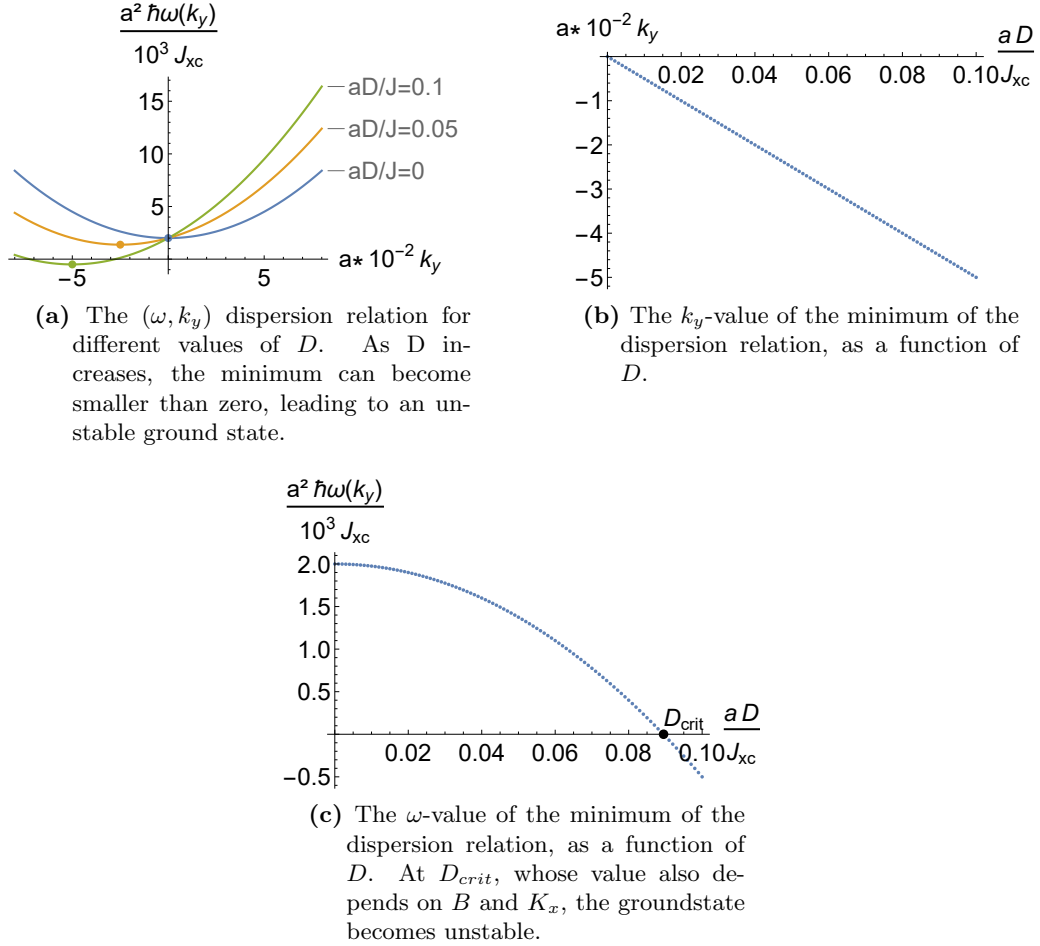 a² ħω(k_y)
10³ J_xc
15
10
5
−5
5
a* 10⁻² k_y
aD/J=0.1
aD/J=0.05
aD/J=0
(a) The (ω, k_y) dispersion relation for
different values of D. As D in-
creases, the minimum can become
smaller than zero, leading to an un-
stable ground state.
a* 10⁻² k_y
a D
J_xc
0.02 0.04 0.06 0.08 0.10
−1
−2
−3
−4
−5
(b) The k_y-value of the minimum of the
dispersion relation, as a function of
D.
a² ħω(k_y)
10³ J_xc
2.0
1.5
1.0
0.5
−0.5
0.02 0.04 0.06 0.08 0.10
D_crit
a D
J_xc
(c) The ω-value of the minimum of the
dispersion relation, as a function of
D. At D_crit, whose value also de-
pends on B and K_x, the groundstate
becomes unstable.